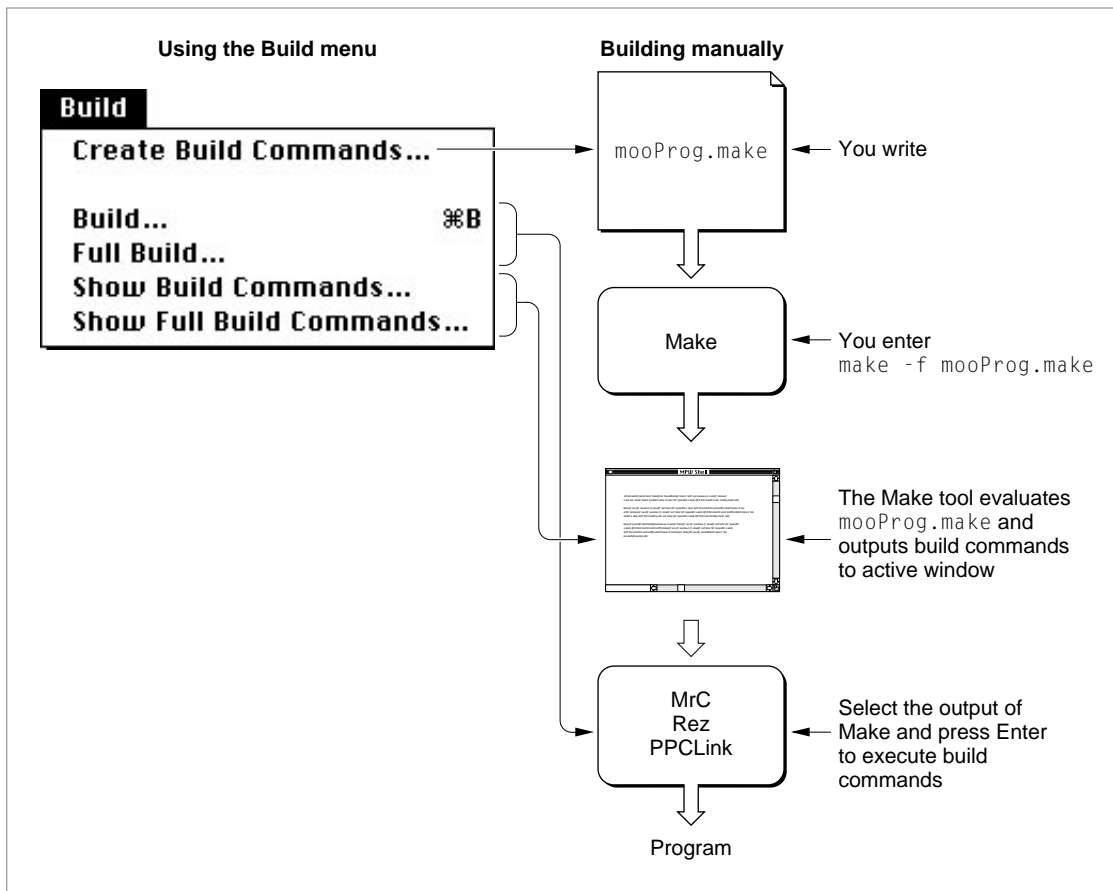 Using the Build menu
Building manually
Build
Create Build Commands...
Build... ⌘B
Full Build...
Show Build Commands...
Show Full Build Commands...
mooProg.make
You write
Make
You enter
make -f mooProg.make
MPW Shell
The Make tool evaluates
mooProg.make and
outputs build commands
to active window
MrC
Rez
PPCLink
Select the output of
Make and press Enter
to execute build
commands
Program